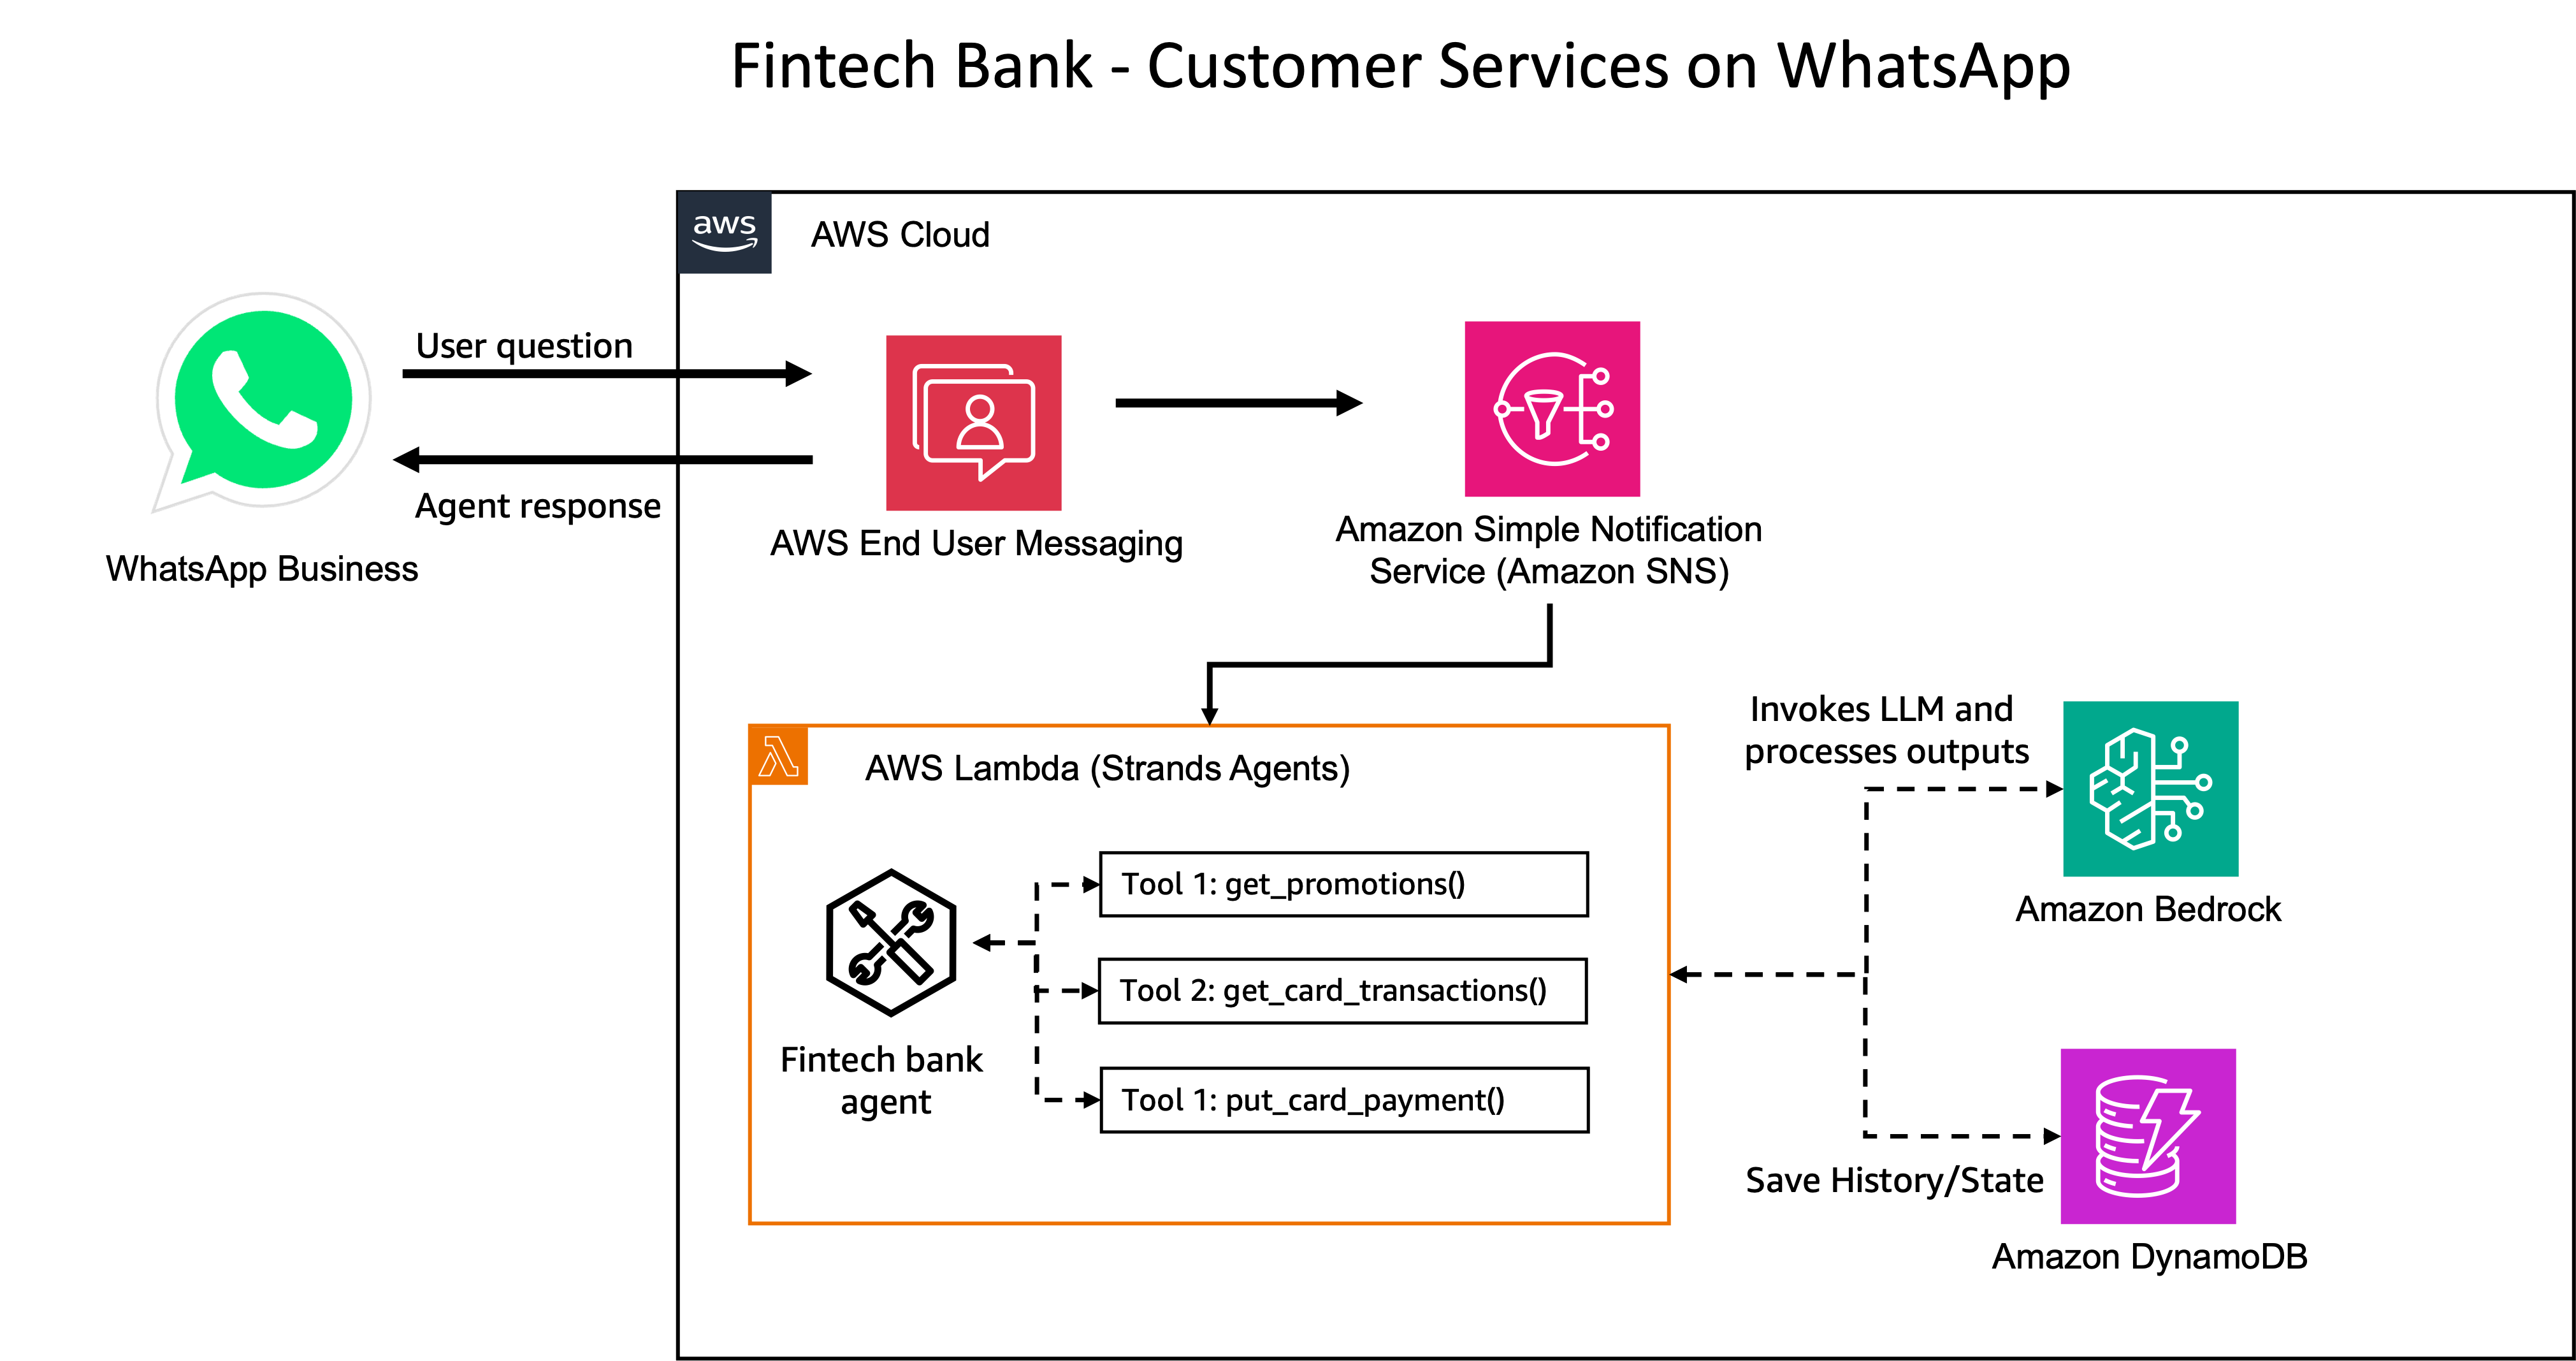 Fintech Bank - Customer Services on WhatsApp
aws
AWS Cloud
User question
Agent response
WhatsApp Business
AWS End User Messaging
Amazon Simple Notification
Service (Amazon SNS)
AWS Lambda (Strands Agents)
Fintech bank
agent
Tool 1: get_promotions()
Tool 2: get_card_transactions()
Tool 1: put_card_payment()
Invokes LLM and
processes outputs
Amazon Bedrock
Save History/State
Amazon DynamoDB